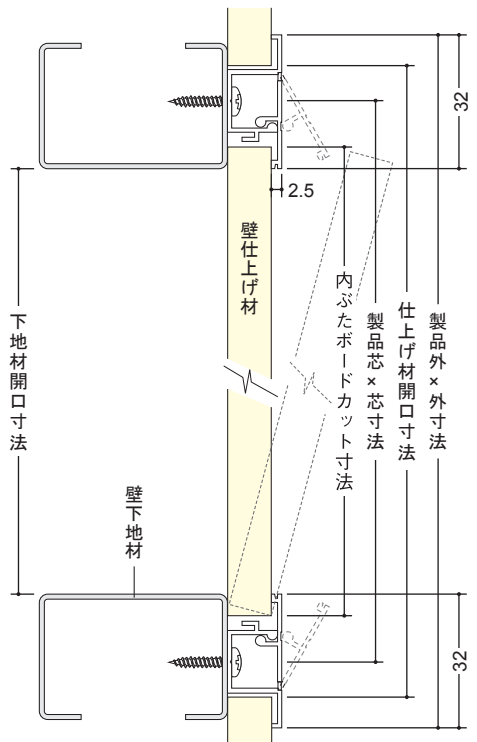 32
2.5
壁仕上げ材
下地材開口寸法
内ぶたボードカット寸法
製品芯×芯寸法
仕上げ材開口寸法
製品外×外寸法
壁下地材
32